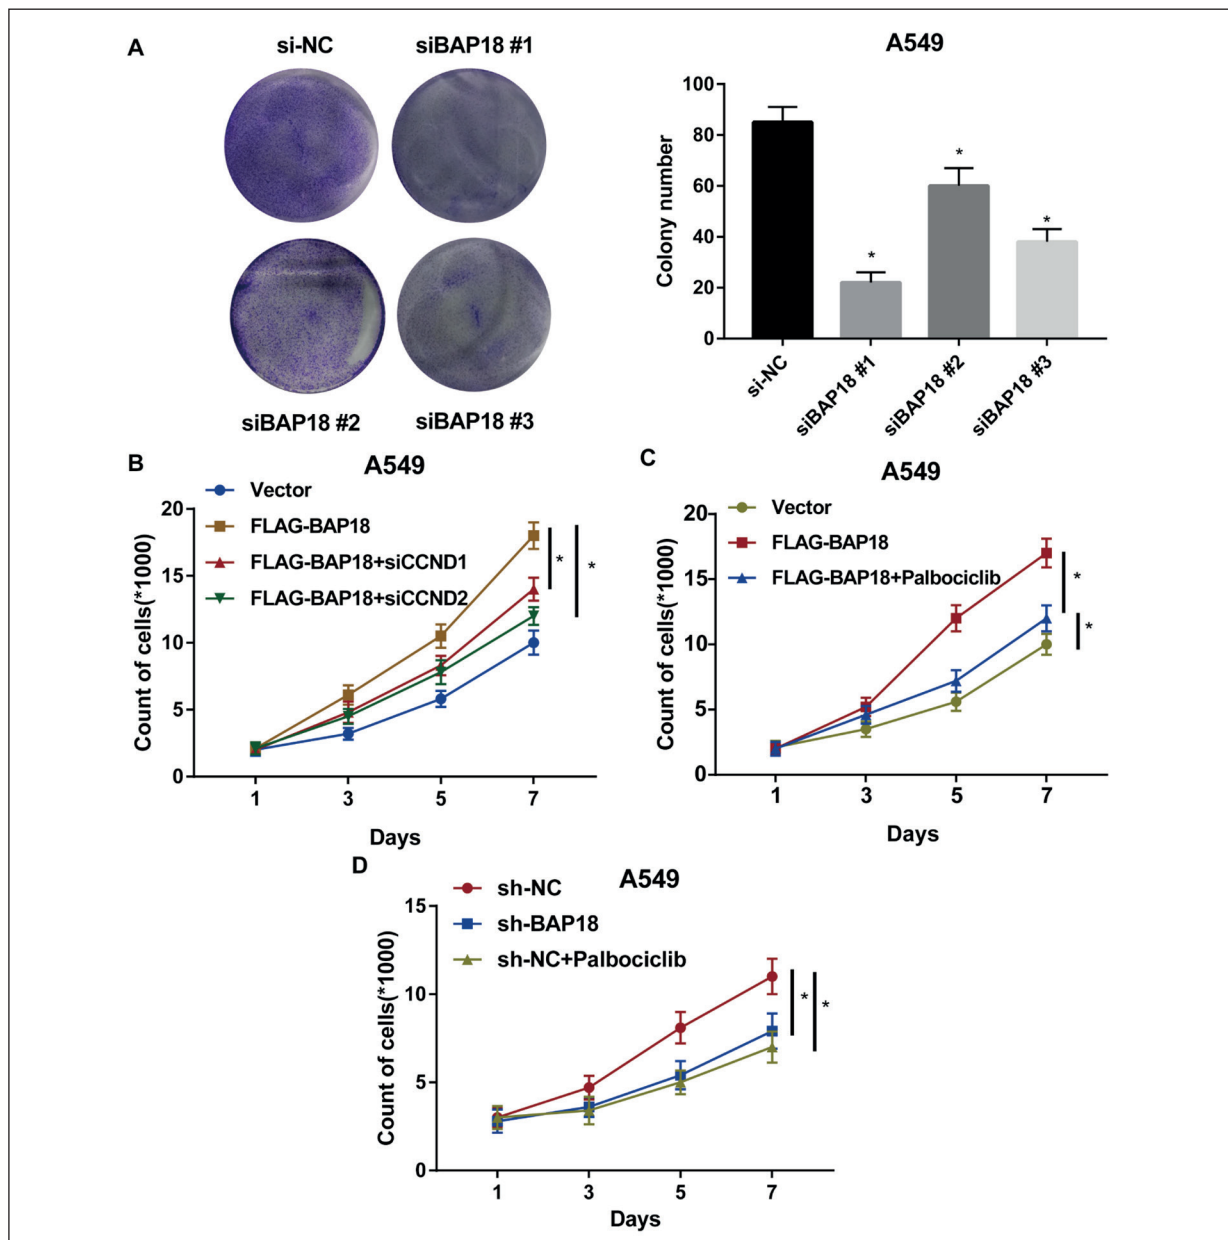 A
si-NC
siBAP18 #1
siBAP18 #2
siBAP18 #3
A549
Colony number
100
80
60
40
20
0
*
*
*
si-NC
siBAP18 #1
siBAP18 #2
siBAP18 #3
B
A549
Vector
FLAG-BAP18
FLAG-BAP18+siCCND1
FLAG-BAP18+siCCND2
Count of cells(*1000)
20
15
10
5
0
*
*
1
3
5
7
Days
C
A549
Vector
FLAG-BAP18
FLAG-BAP18+Palbociclib
Count of cells(*1000)
20
15
10
5
0
*
*
1
3
5
7
Days
D
A549
sh-NC
sh-BAP18
sh-NC+Palbociclib
Count of cells(*1000)
15
10
5
0
*
*
1
3
5
7
Days